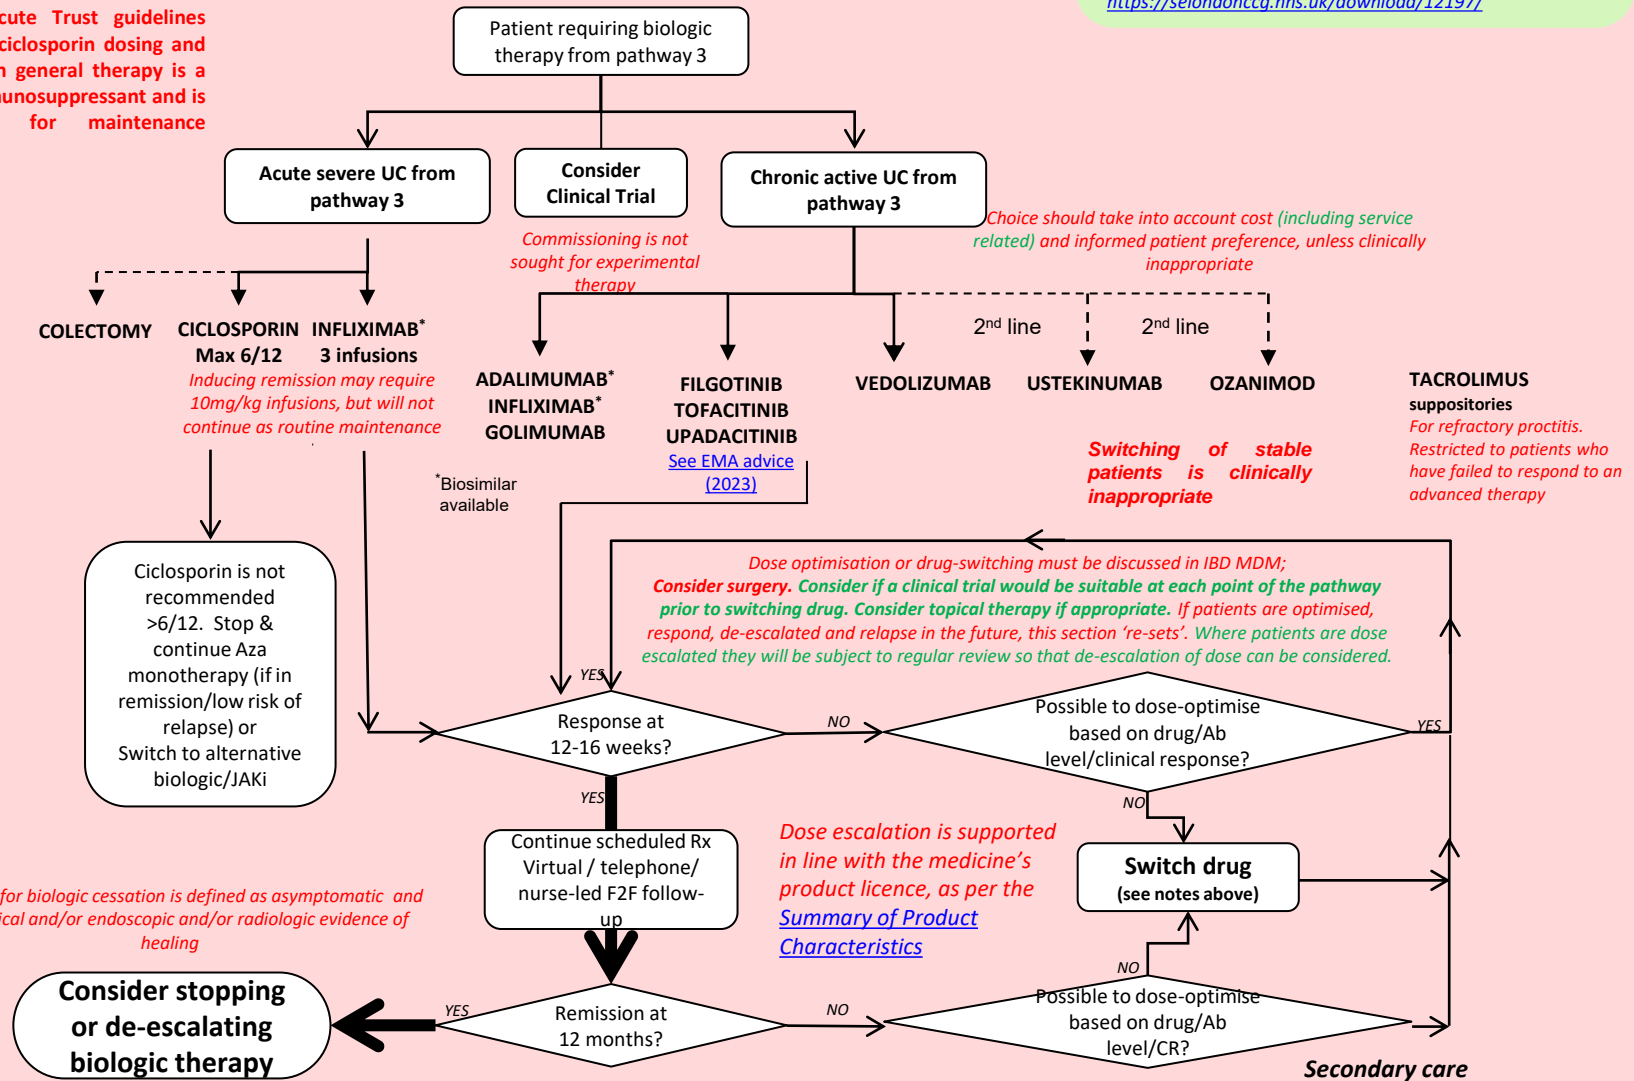 https://selondonccg.nhs.uk/download/12197/
cute Trust guidelines
ciclosporin dosing and
n general therapy is a
unosuppressant and is
for maintenance
Patient requiring biologic
therapy from pathway 3
Acute severe UC from
pathway 3
Consider
Clinical Trial
Chronic active UC from
pathway 3
Commissioning is not
sought for experimental
therapy
Choice should take into account cost (including service
related) and informed patient preference, unless clinically
inappropriate
COLECTOMY
CICLOSPORIN
Max 6/12
INFLIXIMAB*
3 infusions
Inducing remission may require
10mg/kg infusions, but will not
continue as routine maintenance
ADALIMUMAB*
INFLIXIMAB*
GOLIMUMAB
*Biosimilar
available
FILGOTINIB
TOFACITINIB
UPADACITINIB
See EMA advice
(2023)
VEDOLIZUMAB
2nd line
USTEKINUMAB
2nd line
OZANIMOD
Switching of stable
patients is clinically
inappropriate
TACROLIMUS
suppositories
For refractory proctitis.
Restricted to patients who
have failed to respond to an
advanced therapy
Ciclosporin is not
recommended
>6/12. Stop &
continue Aza
monotherapy (if in
remission/low risk of
relapse) or
Switch to alternative
biologic/JAKi
Dose optimisation or drug-switching must be discussed in IBD MDM;
Consider surgery. Consider if a clinical trial would be suitable at each point of the pathway
prior to switching drug. Consider topical therapy if appropriate. If patients are optimised,
respond, de-escalated and relapse in the future, this section ‘re-sets’. Where patients are dose
escalated they will be subject to regular review so that de-escalation of dose can be considered.
YES
Response at
12-16 weeks?
NO
Possible to dose-optimise
based on drug/Ab
level/clinical response?
YES
YES
NO
Continue scheduled Rx
Virtual / telephone/
nurse-led F2F follow-
up
Dose escalation is supported
in line with the medicine’s
product licence, as per the
Summary of Product
Characteristics
Switch drug
(see notes above)
for biologic cessation is defined as asymptomatic and
ical and/or endoscopic and/or radiologic evidence of
healing
Consider stopping
or de-escalating
biologic therapy
YES
Remission at
12 months?
NO
NO
Possible to dose-optimise
based on drug/Ab
level/CR?
Secondary care